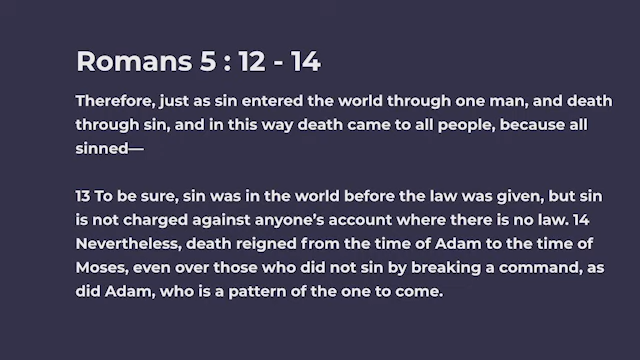 Romans 5 : 12 - 14
Therefore, just as sin entered the world through one man, and death
through sin, and in this way death came to all people, because all
sinned—
13 To be sure, sin was in the world before the law was given, but sin
is not charged against anyone’s account where there is no law. 14
Nevertheless, death reigned from the time of Adam to the time of
Moses, even over those who did not sin by breaking a command, as
did Adam, who is a pattern of the one to come.